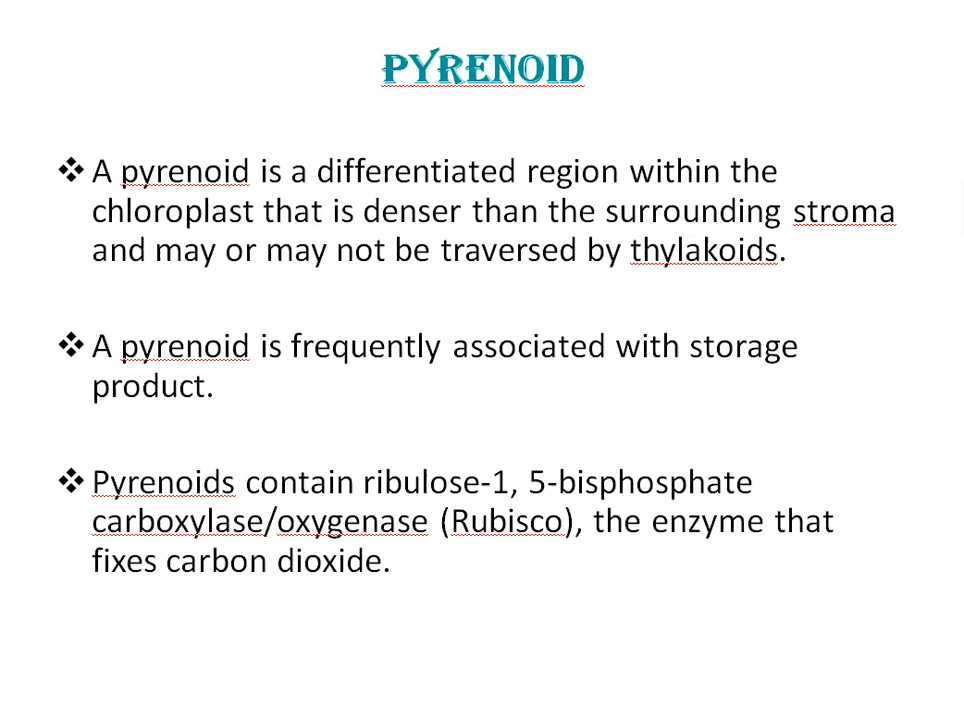 PYRENOID
❖ A pyrenoid is a differentiated region within the
chloroplast that is denser than the surrounding stroma
and may or may not be traversed by thylakoids.
❖ A pyrenoid is frequently associated with storage
product.
❖ Pyrenoids contain ribulose-1, 5-bisphosphate
carboxylase/oxygenase (Rubisco), the enzyme that
fixes carbon dioxide.